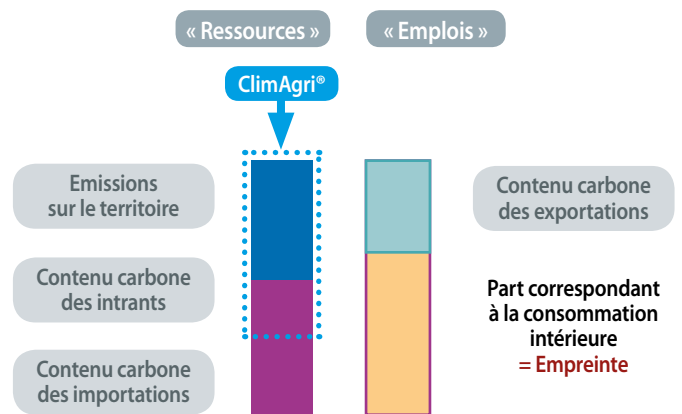 « Ressources »
« Emplois »
ClimAgri®
Emissions
sur le territoire
Contenu carbone
des intrants
Contenu carbone
des importations
Contenu carbone
des exportations
Part correspondant
à la consommation
intérieure
= Empreinte